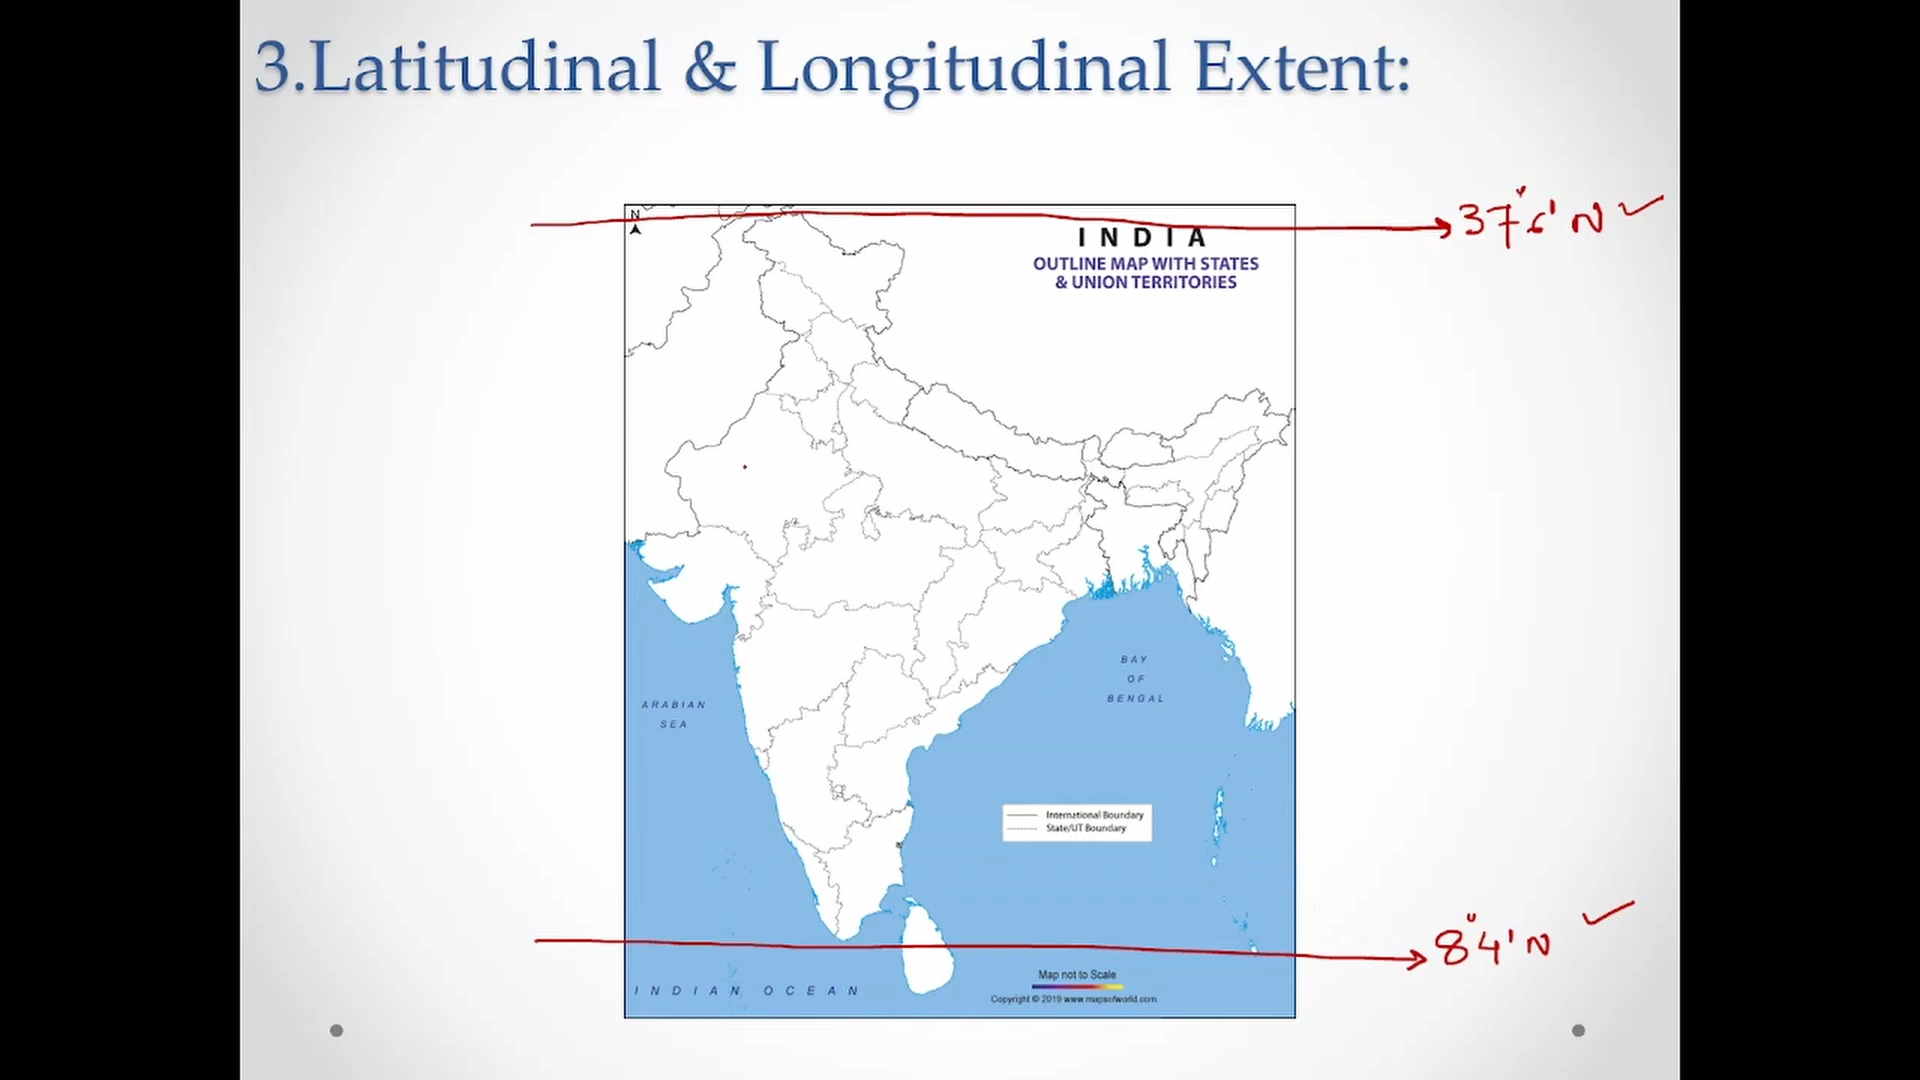 3.Latitudinal & Longitudinal Extent:
37°6' N
N
INDIA
OUTLINE MAP WITH STATES
& UNION TERRITORIES
BAY
OF
BENGAL
ARABIAN
SEA
International Boundary
State/UT Boundary
8°4' N
Map not to Scale
INDIAN OCEAN
Copyright © 2019 www.mapsofworld.com